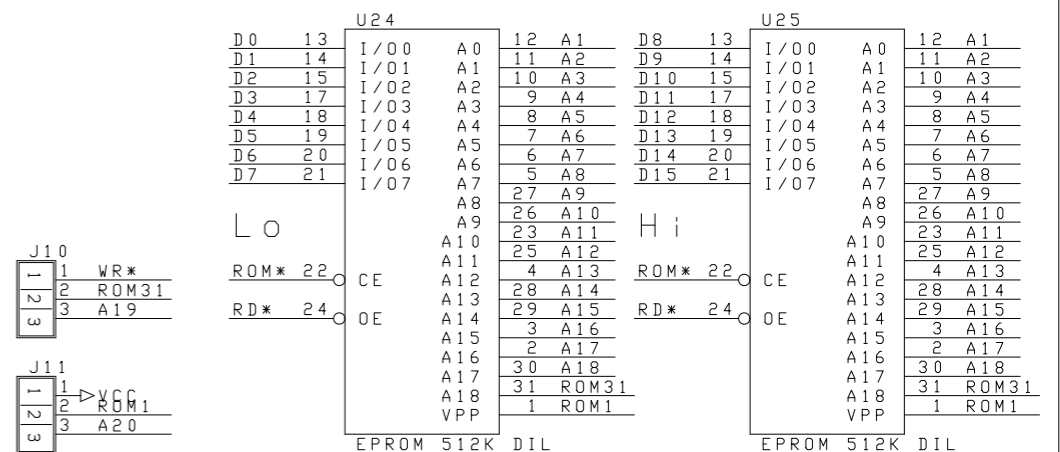 U24
U25
D0 13 I/O0 A0 12 A1
D1 14 I/O1 A1 11 A2
D2 15 I/O2 A2 10 A3
D3 17 I/O3 A3 9 A4
D4 18 I/O4 A4 8 A5
D5 19 I/O5 A5 7 A6
D6 20 I/O6 A6 6 A7
D7 21 I/O7 A7 5 A8
A8 27 A9
A9 26 A10
A10 23 A11
A11 25 A12
A12 4 A13
A13 28 A14
A14 29 A15
A15 3 A16
A16 2 A17
A17 30 A18
A18 31 ROM31
VPP 1 ROM1
Lo
ROM* 22 CE
RD* 24 OE
EPROM 512K DIL
D8 13 I/O0 A0 12 A1
D9 14 I/O1 A1 11 A2
D10 15 I/O2 A2 10 A3
D11 17 I/O3 A3 9 A4
D12 18 I/O4 A4 8 A5
D13 19 I/O5 A5 7 A6
D14 20 I/O6 A6 6 A7
D15 21 I/O7 A7 5 A8
A8 27 A9
A9 26 A10
A10 23 A11
A11 25 A12
A12 4 A13
A13 28 A14
A14 29 A15
A15 3 A16
A16 2 A17
A17 30 A18
A18 31 ROM31
VPP 1 ROM1
Hi
ROM* 22 CE
RD* 24 OE
EPROM 512K DIL
J10
1 1 WR*
2 2 ROM31
3 3 A19
J11
1 1 VCC
2 2 ROM1
3 3 A20